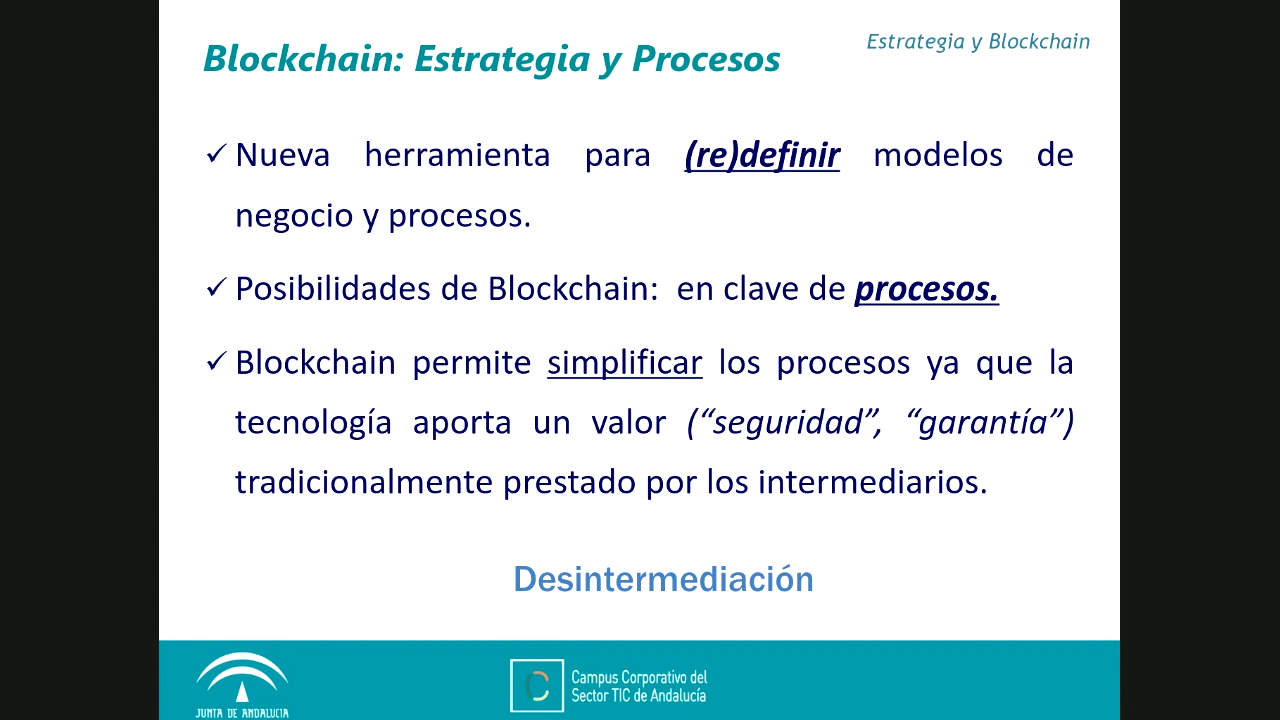 Estrategia y Blockchain
Blockchain: Estrategia y Procesos
✓ Nueva herramienta para (re)definir modelos de
negocio y procesos.
✓ Posibilidades de Blockchain: en clave de procesos.
✓ Blockchain permite simplificar los procesos ya que la
tecnología aporta un valor (“seguridad”, “garantía”)
tradicionalmente prestado por los intermediarios.
Desintermediación
JUNTA DE ANDALUCIA
C
Campus Corporativo del
Sector TIC de Andalucía